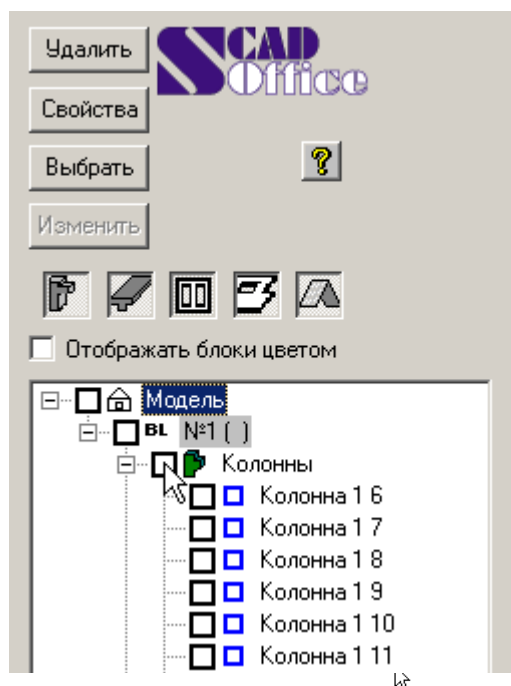 Удалить
SCAD
Office
Свойства
Выбрать
?
Изменить
Отображать блоки цветом
Модель
BL №1 ( )
Колонны
Колонна 1 6
Колонна 1 7
Колонна 1 8
Колонна 1 9
Колонна 1 10
Колонна 1 11